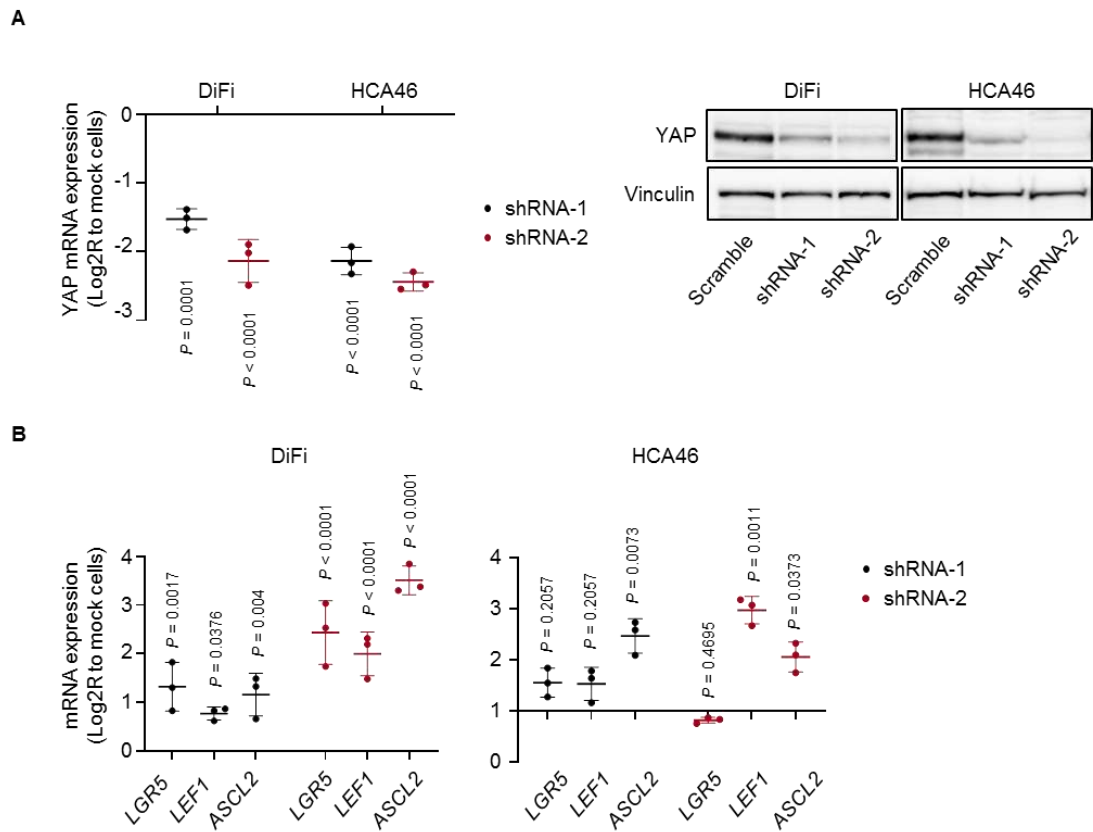 A
DiFi
HCA46
YAP mRNA expression
(Log2R to mock cells)
0
-1
-2
-3
P = 0.0001
P < 0.0001
P < 0.0001
P < 0.0001
shRNA-1
shRNA-2
DiFi
HCA46
YAP
Vinculin
Scramble
shRNA-1
shRNA-2
Scramble
shRNA-1
shRNA-2
B
DiFi
mRNA expression
(Log2R to mock cells)
4
3
2
1
0
P = 0.0017
P = 0.0376
P = 0.004
P < 0.0001
P < 0.0001
P < 0.0001
LGR5
LEF1
ASCL2
LGR5
LEF1
ASCL2
HCA46
4
3
2
1
0
P = 0.2057
P = 0.2057
P = 0.0073
P = 0.4695
P = 0.0011
P = 0.0373
LGR5
LEF1
ASCL2
LGR5
LEF1
ASCL2
shRNA-1
shRNA-2